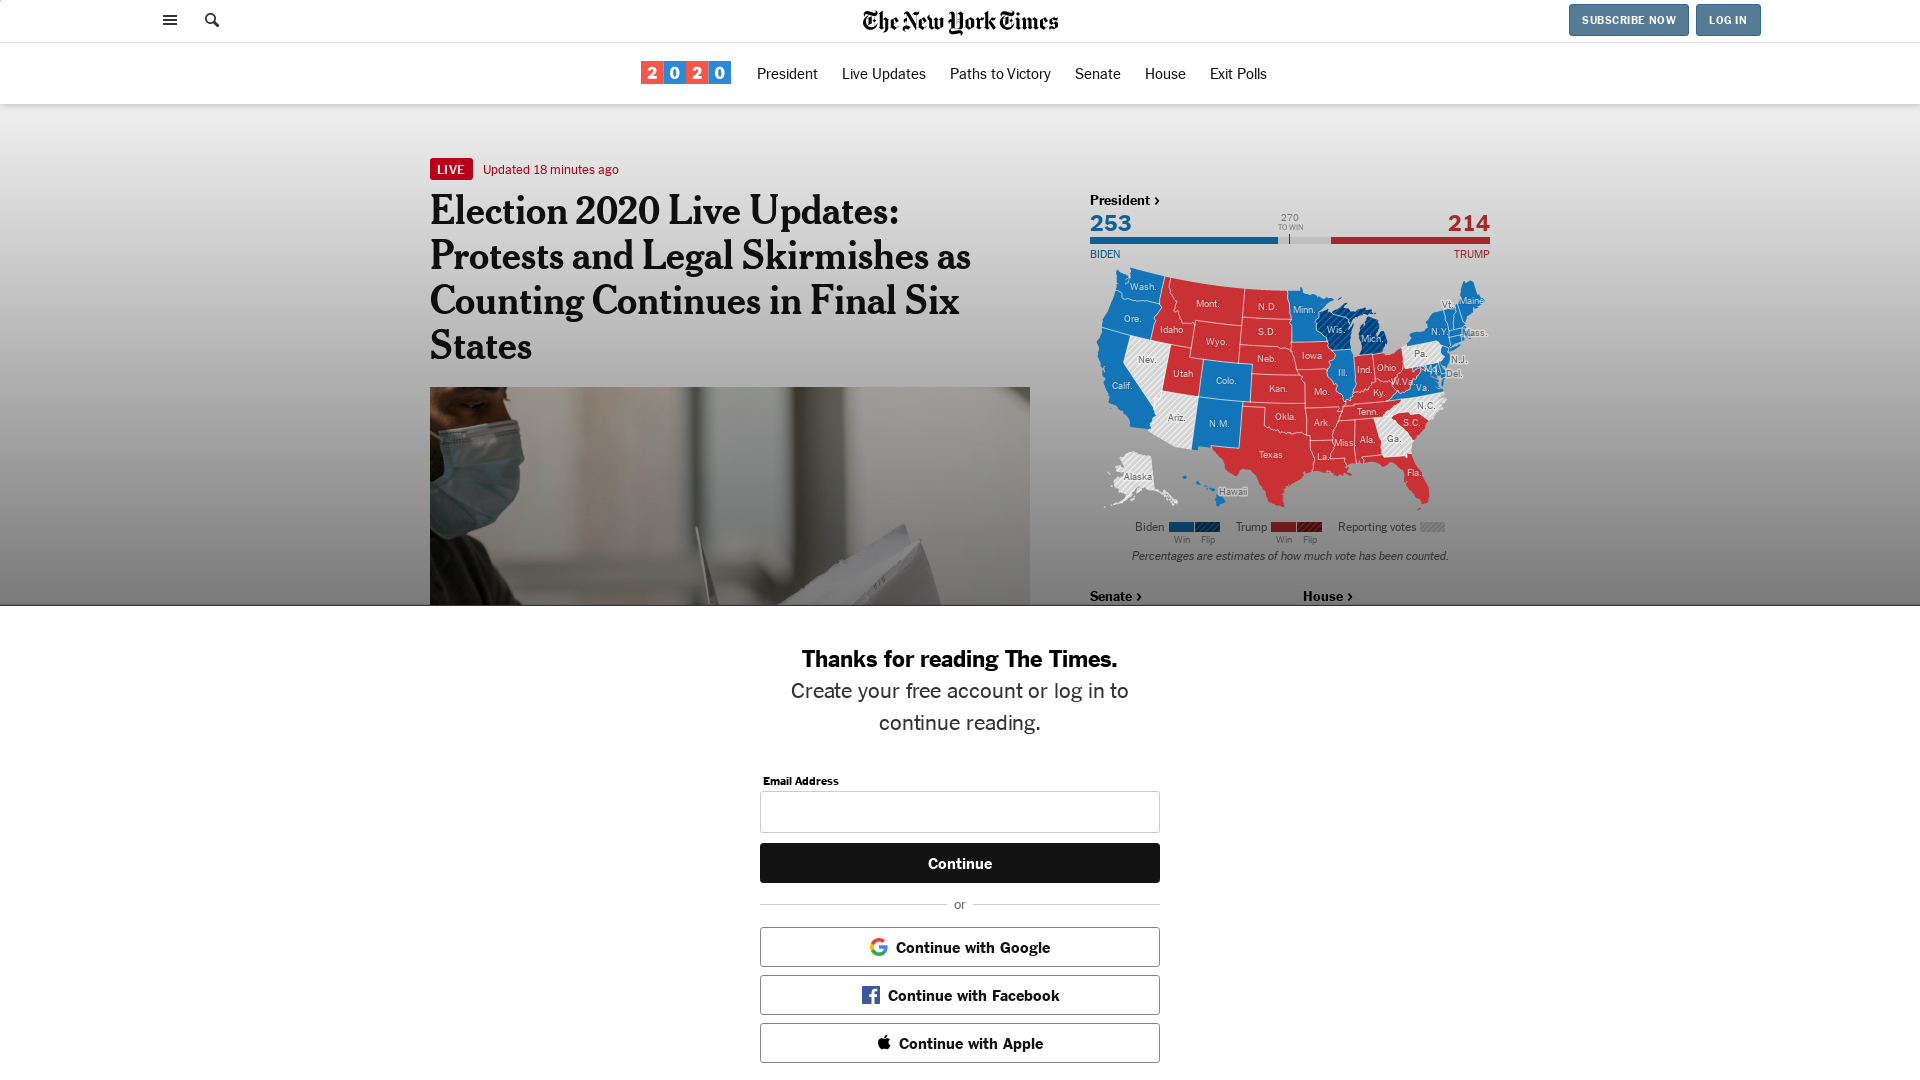 The New York Times
SUBSCRIBE NOW
LOG IN
2020
President
Live Updates
Paths to Victory
Senate
House
Exit Polls
LIVE
Updated 18 minutes ago
Election 2020 Live Updates:
Protests and Legal Skirmishes as
Counting Continues in Final Six
States
President ›
253
270
TO WIN
214
BIDEN
TRUMP
Wash.
Mont.
N.D.
Minn.
Vt.
Maine
Ore.
Idaho
S.D.
Wis.
N.Y.
Mass.
Wyo.
Mich.
Nev.
Neb.
Iowa
Pa.
N.J.
Utah
Colo.
Ill.
Ind.
Ohio
Md.
Del.
Calif.
Kan.
Mo.
Ky.
W.Va.
Va.
Ariz.
N.M.
Okla.
Ark.
Tenn.
N.C.
S.C.
Texas
La.
Miss.
Ala.
Ga.
Alaska
Hawaii
Fla.
Biden
Win
Flip
Trump
Win
Flip
Reporting votes
Percentages are estimates of how much vote has been counted.
Senate ›
House ›
Thanks for reading The Times.
Create your free account or log in to
continue reading.
Email Address
Continue
or
Continue with Google
Continue with Facebook
Continue with Apple